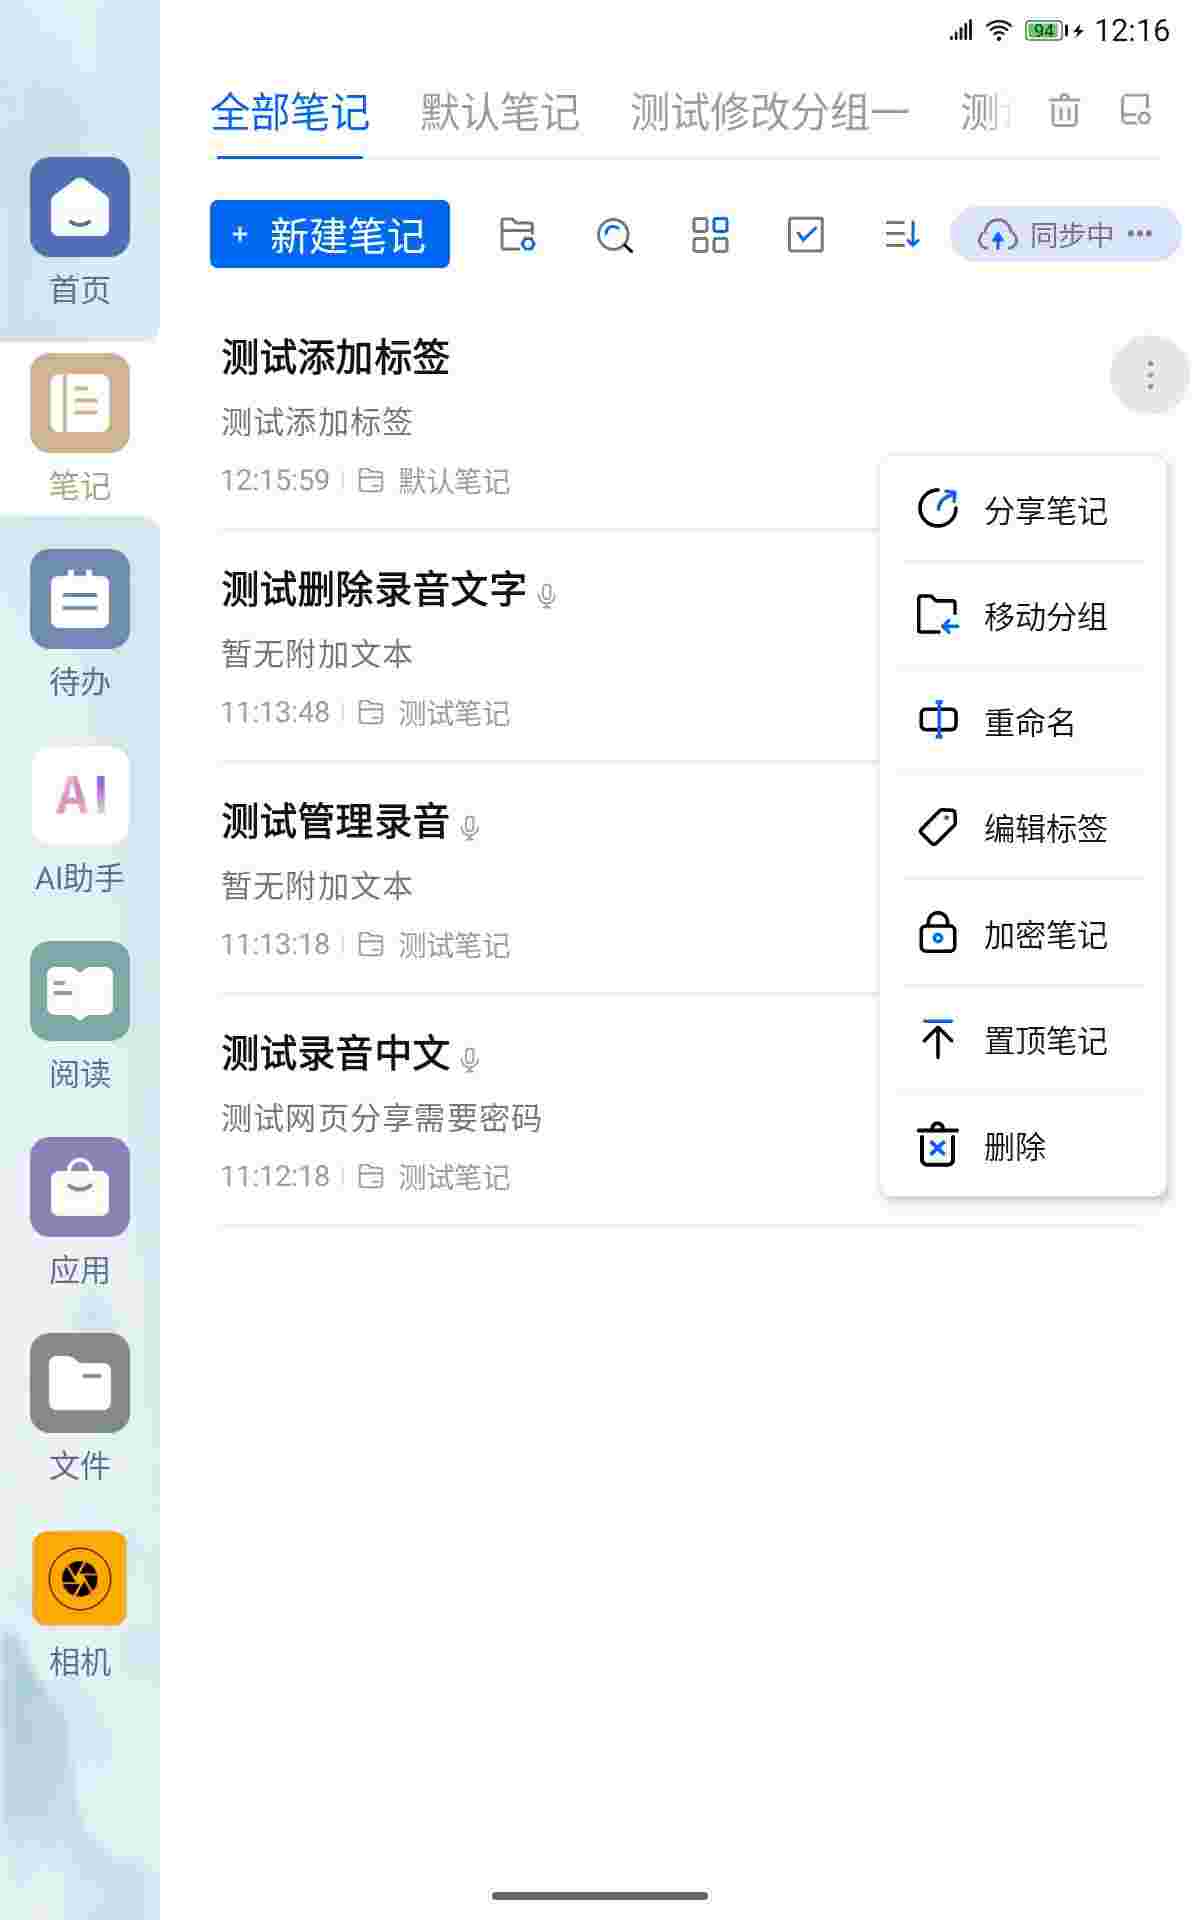 94 12:16
全部笔记 默认笔记 测试修改分组一 测
+ 新建笔记 同步中
首页
笔记
待办
AI
AI助手
阅读
应用
文件
相机
测试添加标签
测试添加标签
12:15:59 默认笔记
测试删除录音文字
暂无附加文本
11:13:48 测试笔记
测试管理录音
暂无附加文本
11:13:18 测试笔记
测试录音中文
测试网页分享需要密码
11:12:18 测试笔记
分享笔记
移动分组
重命名
编辑标签
加密笔记
置顶笔记
删除